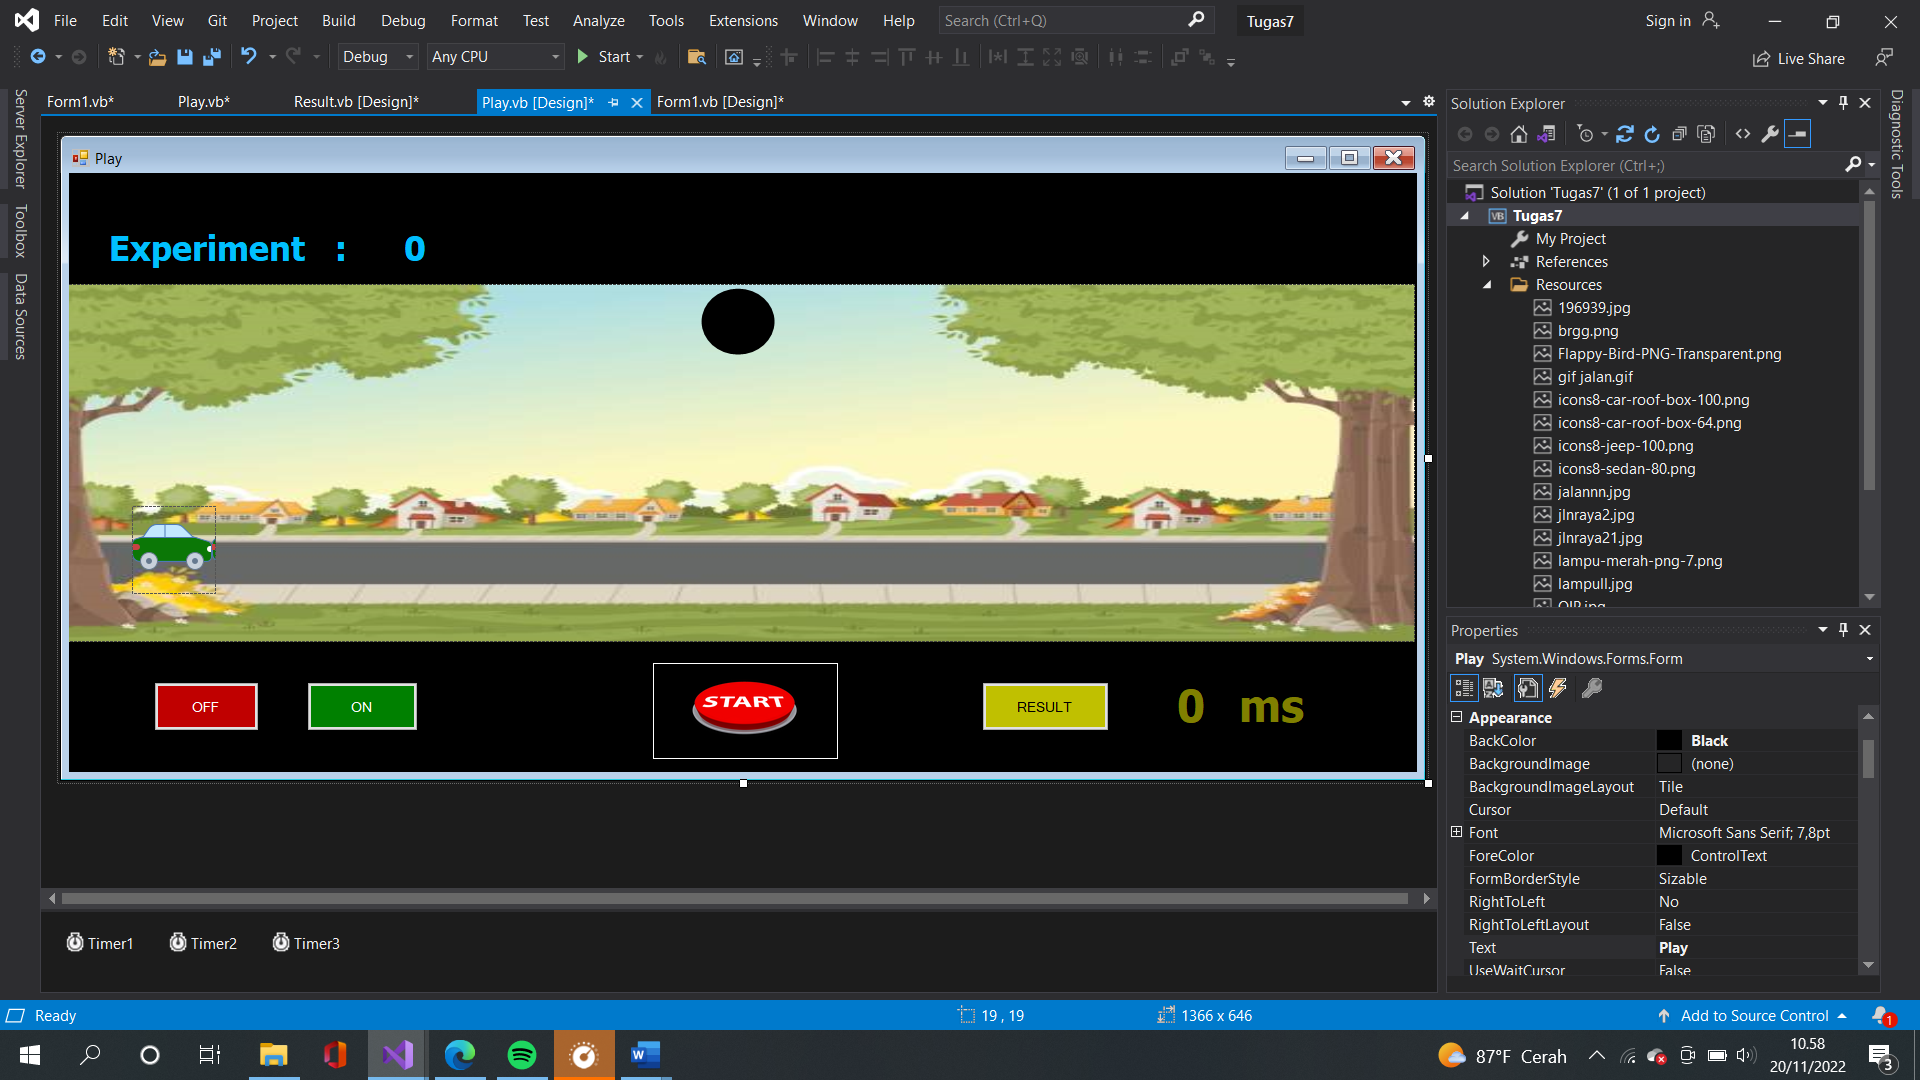 File Edit View Git Project Build Debug Format Test Analyze Tools Extensions Window Help Search (Ctrl+Q) Tugas7 Sign in
Debug Any CPU Start Live Share
Form1.vb* Play.vb* Result.vb [Design]* Play.vb [Design]* Form1.vb [Design]*
Server Explorer
Toolbox
Data Sources
Play
Experiment : 0
OFF ON START RESULT 0 ms
Timer1 Timer2 Timer3
Solution Explorer
Search Solution Explorer (Ctrl+;)
Solution 'Tugas7' (1 of 1 project)
VB Tugas7
My Project
References
Resources
196939.jpg
brgg.png
Flappy-Bird-PNG-Transparent.png
gif jalan.gif
icons8-car-roof-box-100.png
icons8-car-roof-box-64.png
icons8-jeep-100.png
icons8-sedan-80.png
jalannn.jpg
jlnraya2.jpg
jlnraya21.jpg
lampu-merah-png-7.png
lampull.jpg
Diagnostic Tools
Properties
Play System.Windows.Forms.Form
Appearance
BackColor Black
BackgroundImage (none)
BackgroundImageLayout Tile
Cursor Default
Font Microsoft Sans Serif; 7,8pt
ForeColor ControlText
FormBorderStyle Sizable
RightToLeft No
RightToLeftLayout False
Text Play
UseWaitCursor False
Ready 19 , 19 1366 x 646 Add to Source Control 1
87°F Cerah 10.58
20/11/2022 3